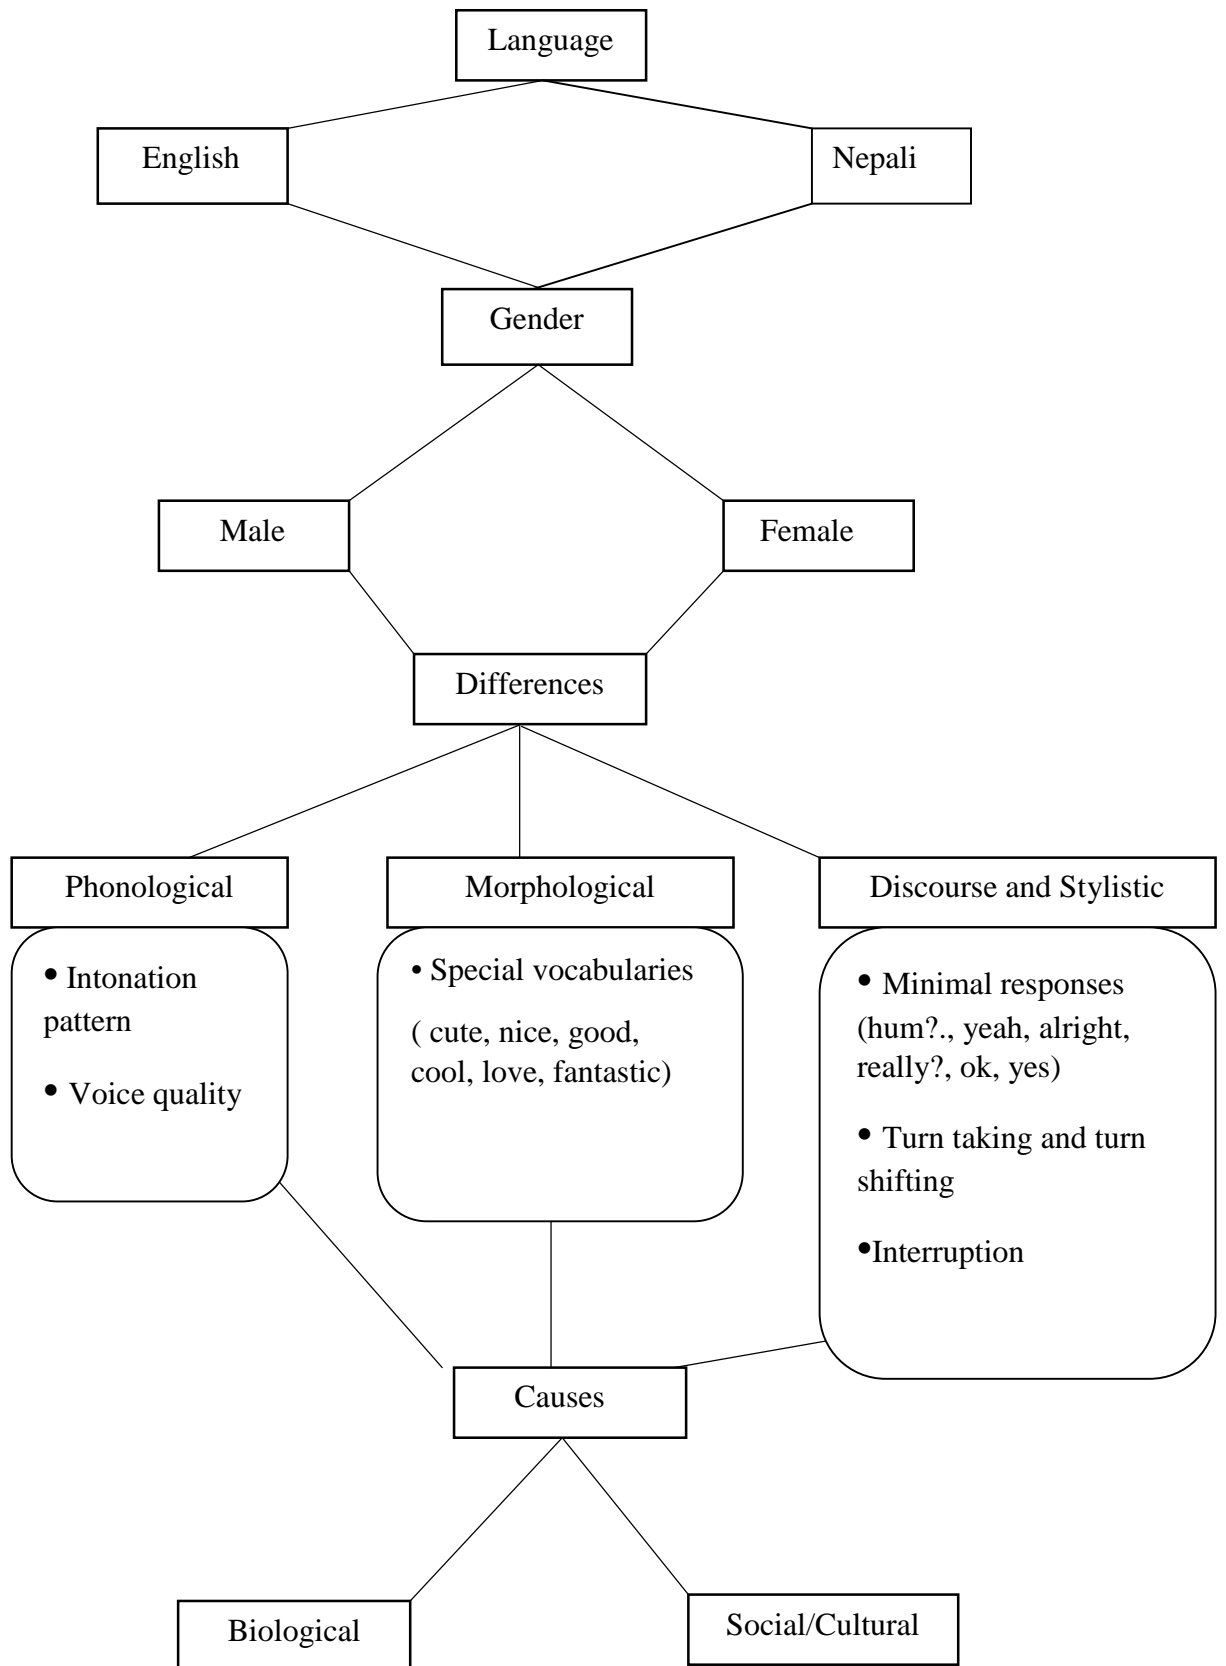 Language
English
Nepali
Gender
Male
Female
Differences
Phonological
Morphological
Discourse and Stylistic
• Intonation
pattern
• Voice quality
• Special vocabularies
( cute, nice, good,
cool, love, fantastic)
• Minimal responses
(hum?., yeah, alright,
really?, ok, yes)
• Turn taking and turn
shifting
•Interruption
Causes
Biological
Social/Cultural